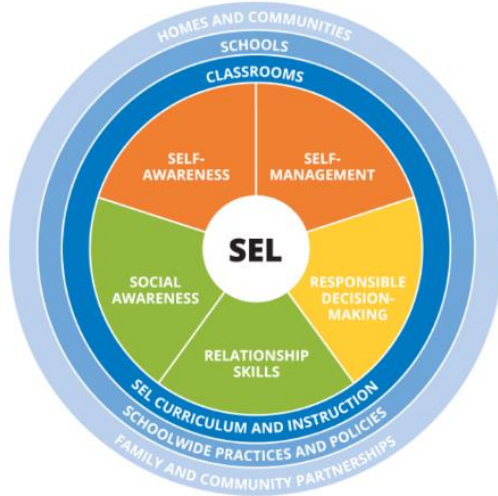 HOMES AND COMMUNITIES
SCHOOLS
CLASSROOMS
SELF-
AWARENESS
SELF-
MANAGEMENT
SEL
SOCIAL
AWARENESS
RESPONSIBLE
DECISION-
MAKING
RELATIONSHIP
SKILLS
SEL CURRICULUM AND INSTRUCTION
SCHOOLWIDE PRACTICES AND POLICIES
FAMILY AND COMMUNITY PARTNERSHIPS